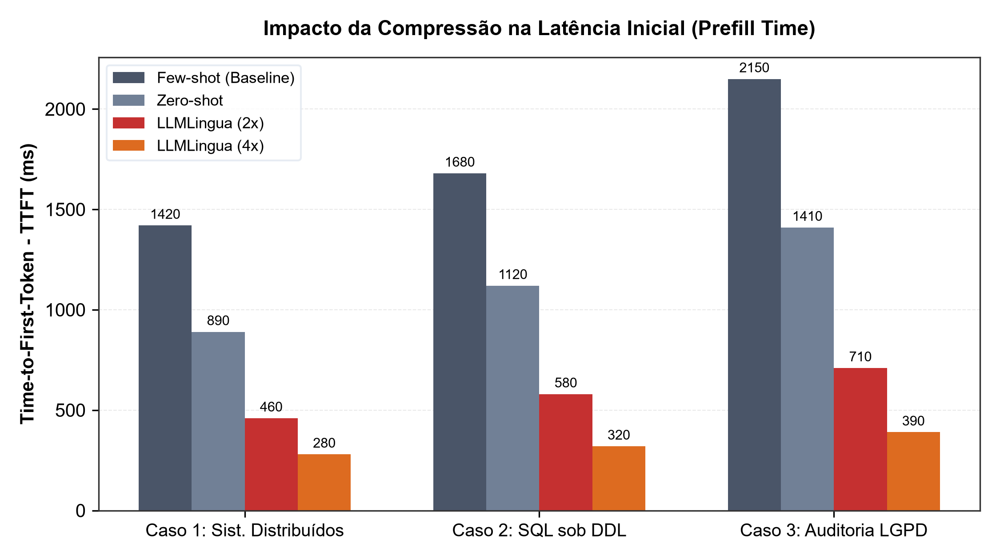 Impacto da Compressão na Latência Inicial (Prefill Time)
Time-to-First-Token - TTFT (ms)
2000
1500
1000
500
0
Few-shot (Baseline)
Zero-shot
LLMLingua (2x)
LLMLingua (4x)
1420
890
460
280
1680
1120
580
320
2150
1410
710
390
Caso 1: Sist. Distribuídos
Caso 2: SQL sob DDL
Caso 3: Auditoria LGPD